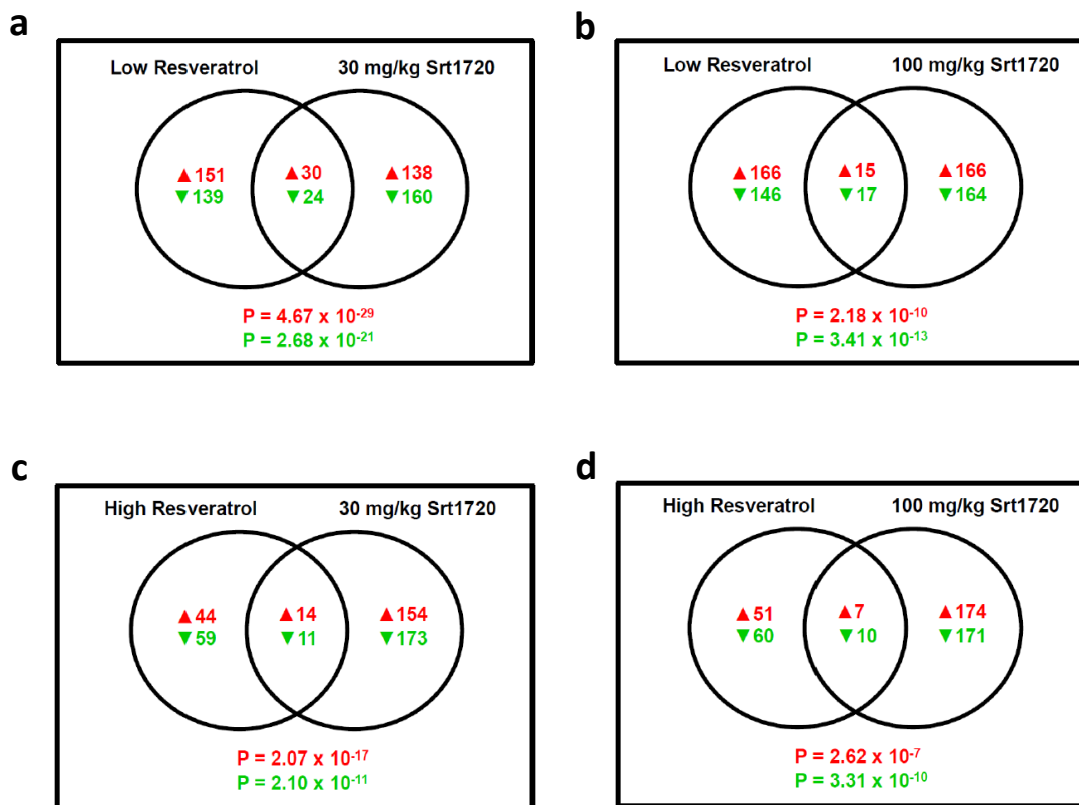 a
Low Resveratrol 30 mg/kg Srt1720
▲151 ▲30 ▲138
▼139 ▼24 ▼160
P = 4.67 x 10⁻²⁹
P = 2.68 x 10⁻²¹
b
Low Resveratrol 100 mg/kg Srt1720
▲166 ▲15 ▲166
▼146 ▼17 ▼164
P = 2.18 x 10⁻¹⁰
P = 3.41 x 10⁻¹³
c
High Resveratrol 30 mg/kg Srt1720
▲44 ▲14 ▲154
▼59 ▼11 ▼173
P = 2.07 x 10⁻¹⁷
P = 2.10 x 10⁻¹¹
d
High Resveratrol 100 mg/kg Srt1720
▲51 ▲7 ▲174
▼60 ▼10 ▼171
P = 2.62 x 10⁻⁷
P = 3.31 x 10⁻¹⁰